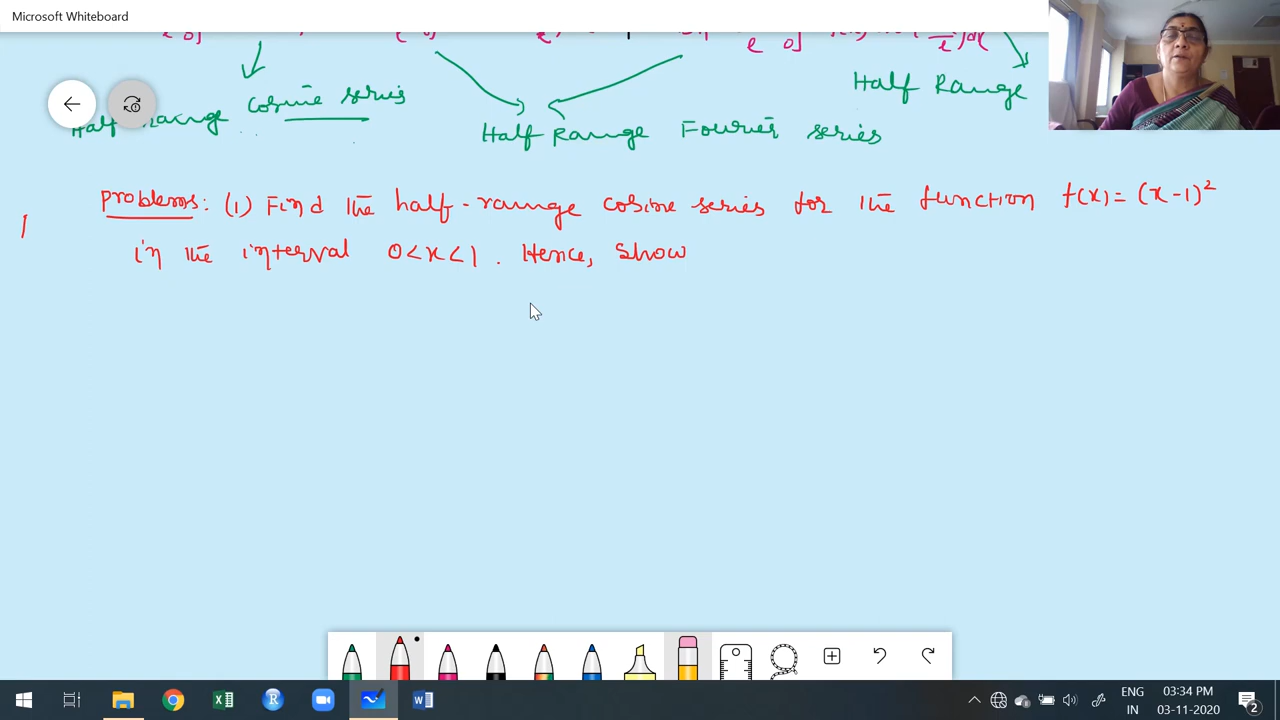 Microsoft Whiteboard
cosine series
Half Range
Half Range
Half Range Fourier series
Problems: (1) Find the half-range cosine series for the function f(x) = (x-1)²
in the interval 0<x<1. Hence, show
ENG
IN
03:34 PM
03-11-2020
2